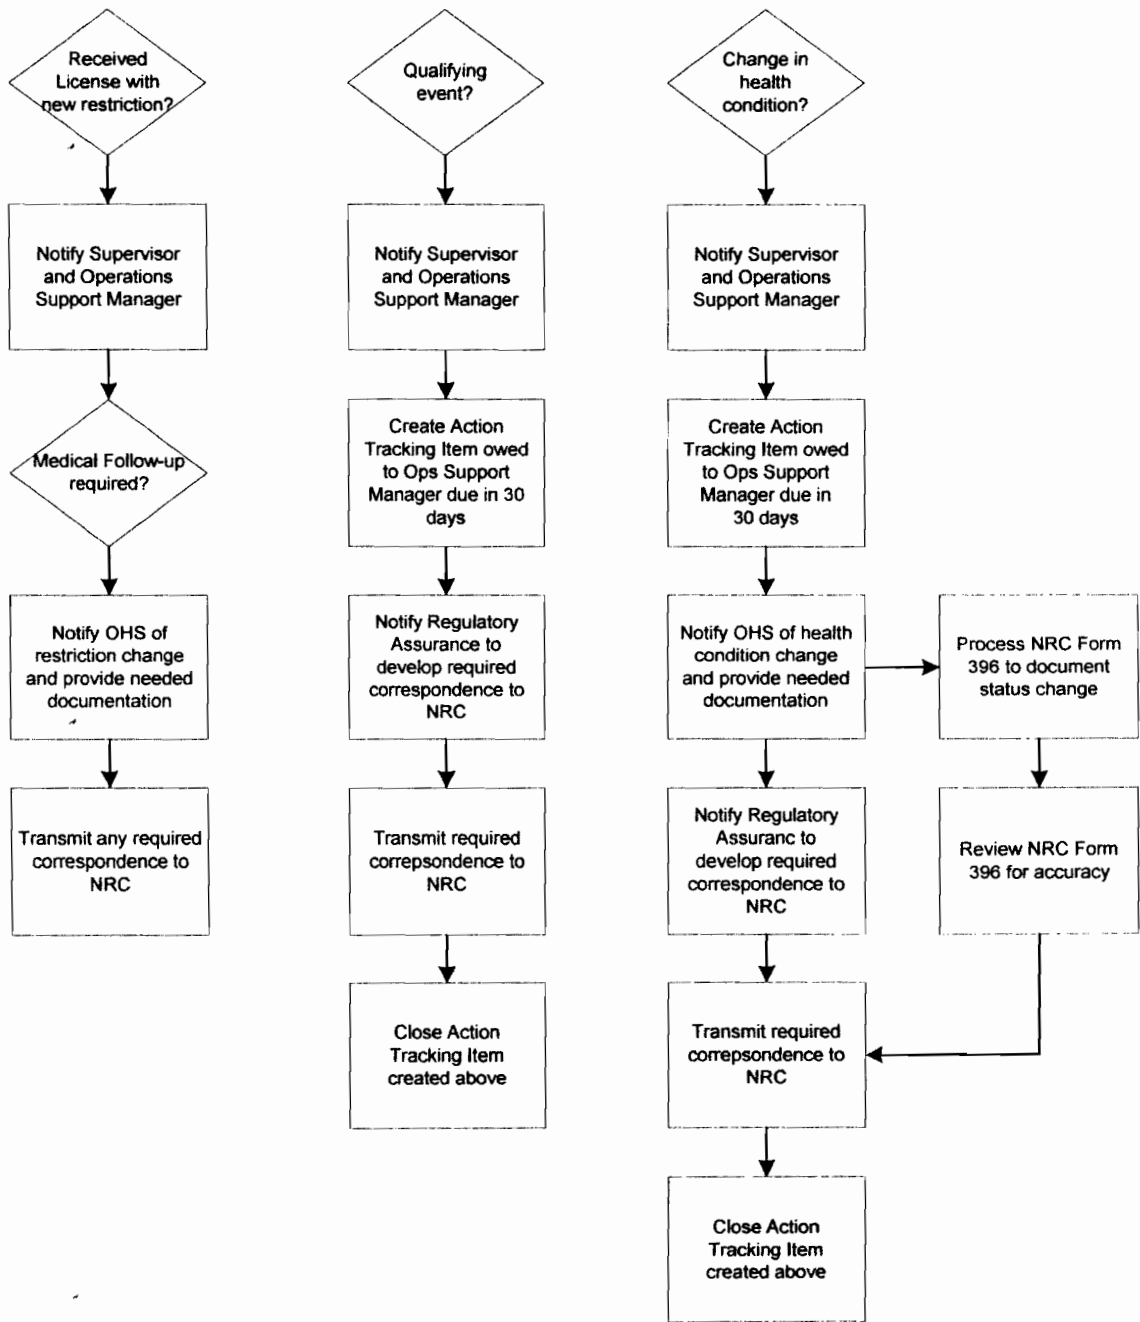 Received
License with
new restriction?
Notify Supervisor
and Operations
Support Manager
Medical Follow-up
required?
Notify OHS of
restriction change
and provide needed
documentation
Transmit any required
correspondence to
NRC
Qualifying
event?
Notify Supervisor
and Operations
Support Manager
Create Action
Tracking Item owed
to Ops Support
Manager due in 30
days
Notify Regulatory
Assurance to
develop required
correspondence to
NRC
Transmit required
correpsondence to
NRC
Close Action
Tracking Item
created above
Change in
health
condition?
Notify Supervisor
and Operations
Support Manager
Create Action
Tracking Item owed
to Ops Support
Manager due in
30 days
Notify OHS of health
condition change
and provide needed
documentation
Process NRC Form
396 to document
status change
Review NRC Form
396 for accuracy
Notify Regulatory
Assuranc to
develop required
correspondence to
NRC
Transmit required
correpsondence to
NRC
Close Action
Tracking Item
created above